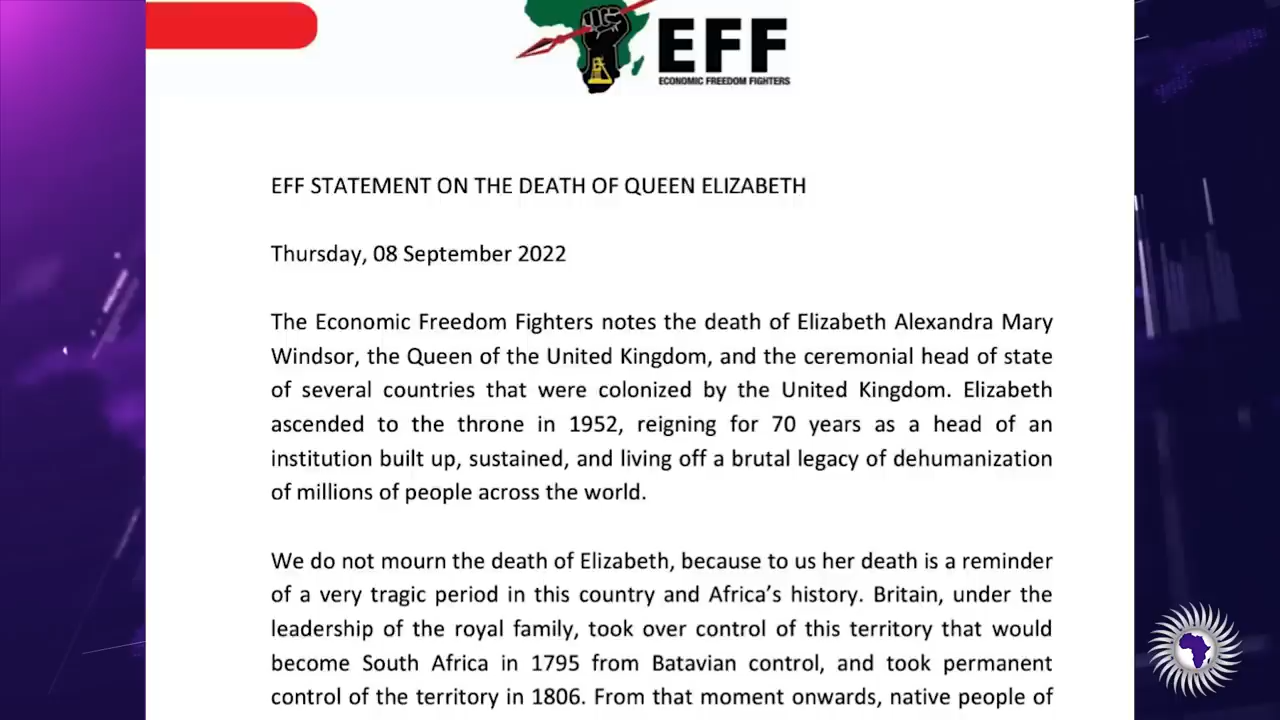 EFF
ECONOMIC FREEDOM FIGHTERS
EFF STATEMENT ON THE DEATH OF QUEEN ELIZABETH
Thursday, 08 September 2022
The Economic Freedom Fighters notes the death of Elizabeth Alexandra Mary
Windsor, the Queen of the United Kingdom, and the ceremonial head of state
of several countries that were colonized by the United Kingdom. Elizabeth
ascended to the throne in 1952, reigning for 70 years as a head of an
institution built up, sustained, and living off a brutal legacy of dehumanization
of millions of people across the world.
We do not mourn the death of Elizabeth, because to us her death is a reminder
of a very tragic period in this country and Africa’s history. Britain, under the
leadership of the royal family, took over control of this territory that would
become South Africa in 1795 from Batavian control, and took permanent
control of the territory in 1806. From that moment onwards, native people of